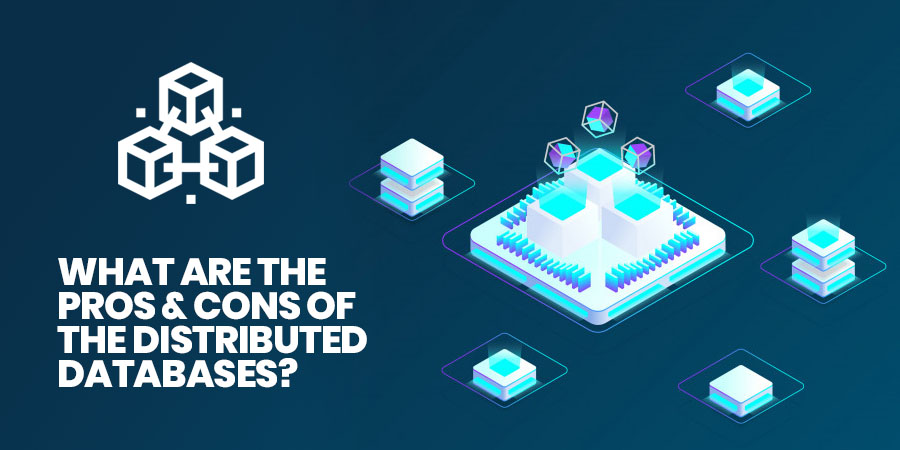 WHAT ARE THE
PROS & CONS OF
THE DISTRIBUTED
DATABASES?